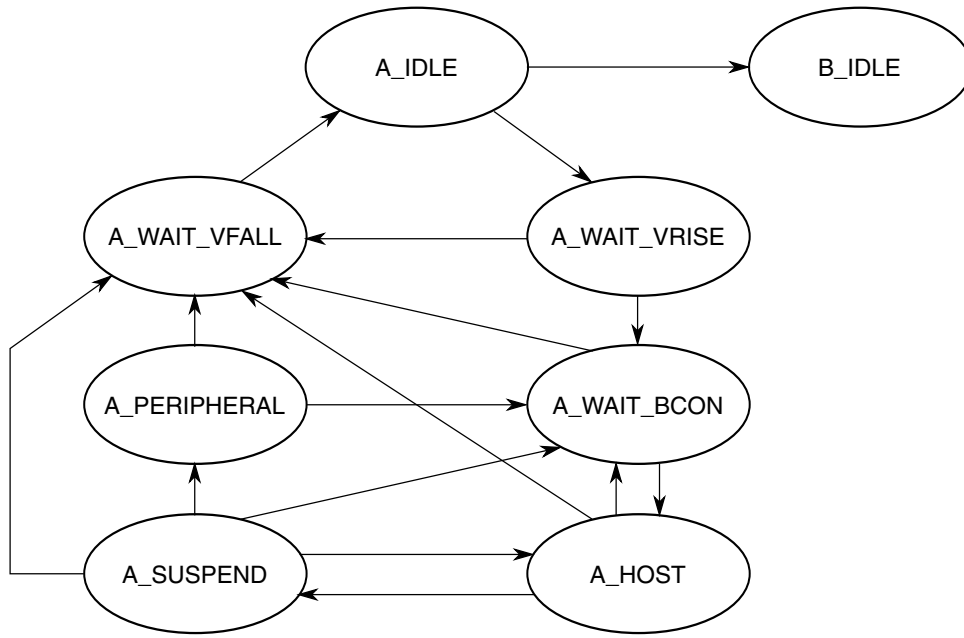 A_IDLE
B_IDLE
A_WAIT_VFALL
A_WAIT_VRISE
A_PERIPHERAL
A_WAIT_BCON
A_SUSPEND
A_HOST